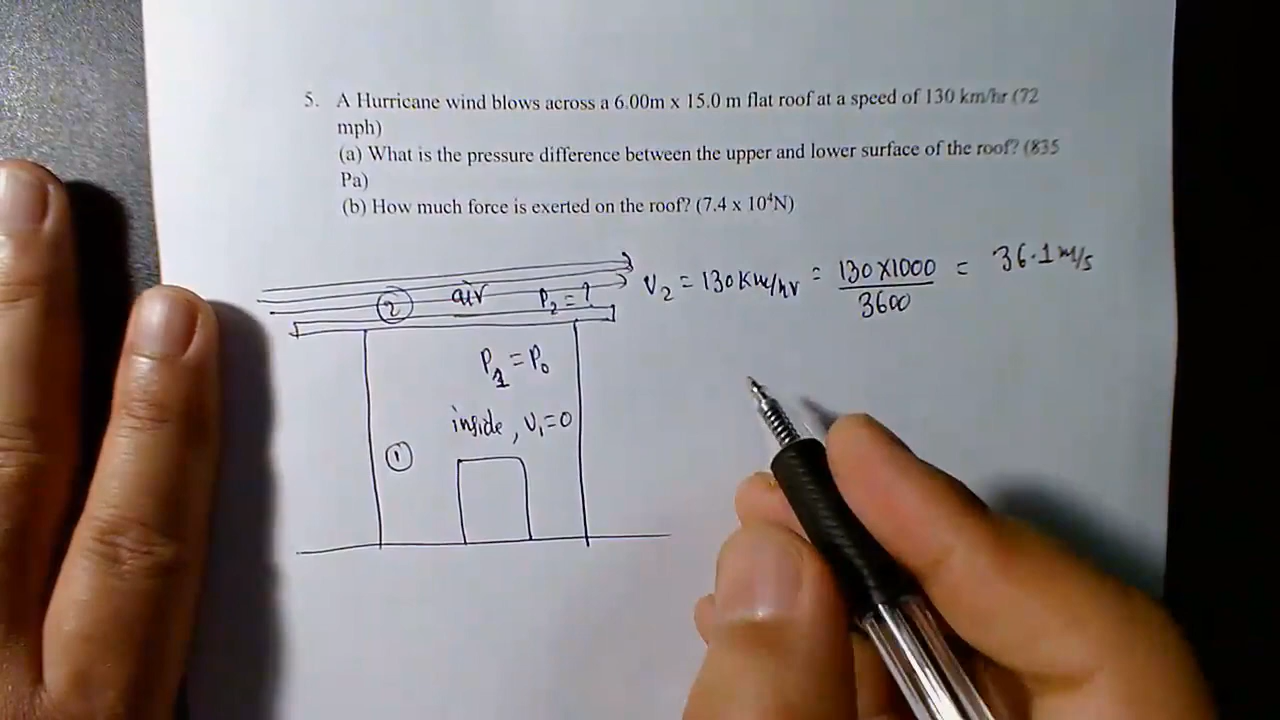 5. A Hurricane wind blows across a 6.00m x 15.0 m flat roof at a speed of 130 km/hr (72
mph)
(a) What is the pressure difference between the upper and lower surface of the roof? (835
Pa)
(b) How much force is exerted on the roof? (7.4 x 10⁴N)
② air P₂ = ?
V₂ = 130 Km/hr = 130×1000/3600 = 36.1 m/s
P₁ = P₀
inside, V₁=0
①